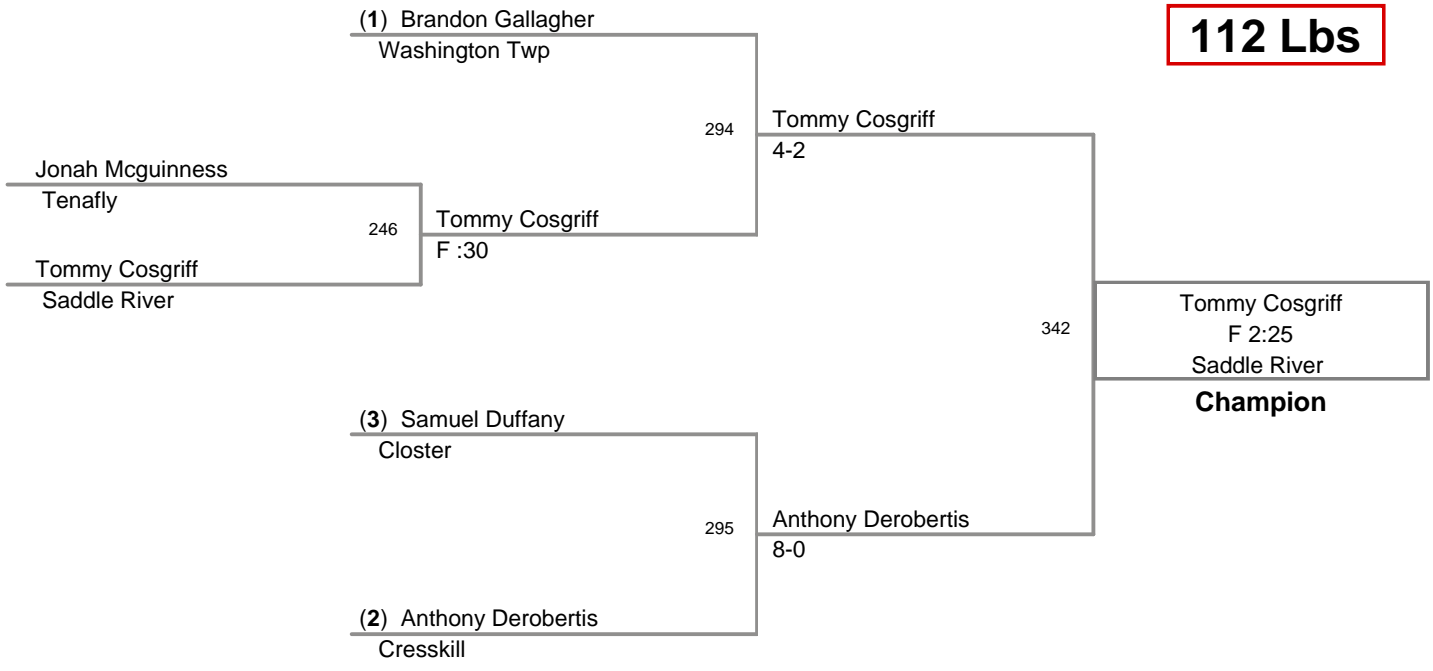 (1) Brandon Gallagher
Washington Twp
112 Lbs
294
Tommy Cosgriff
4-2
Jonah Mcguinness
Tenafly
246
Tommy Cosgriff
F :30
Tommy Cosgriff
Saddle River
342
Tommy Cosgriff
F 2:25
Saddle River
Champion
(3) Samuel Duffany
Closter
295
Anthony Derobertis
8-0
(2) Anthony Derobertis
Cresskill